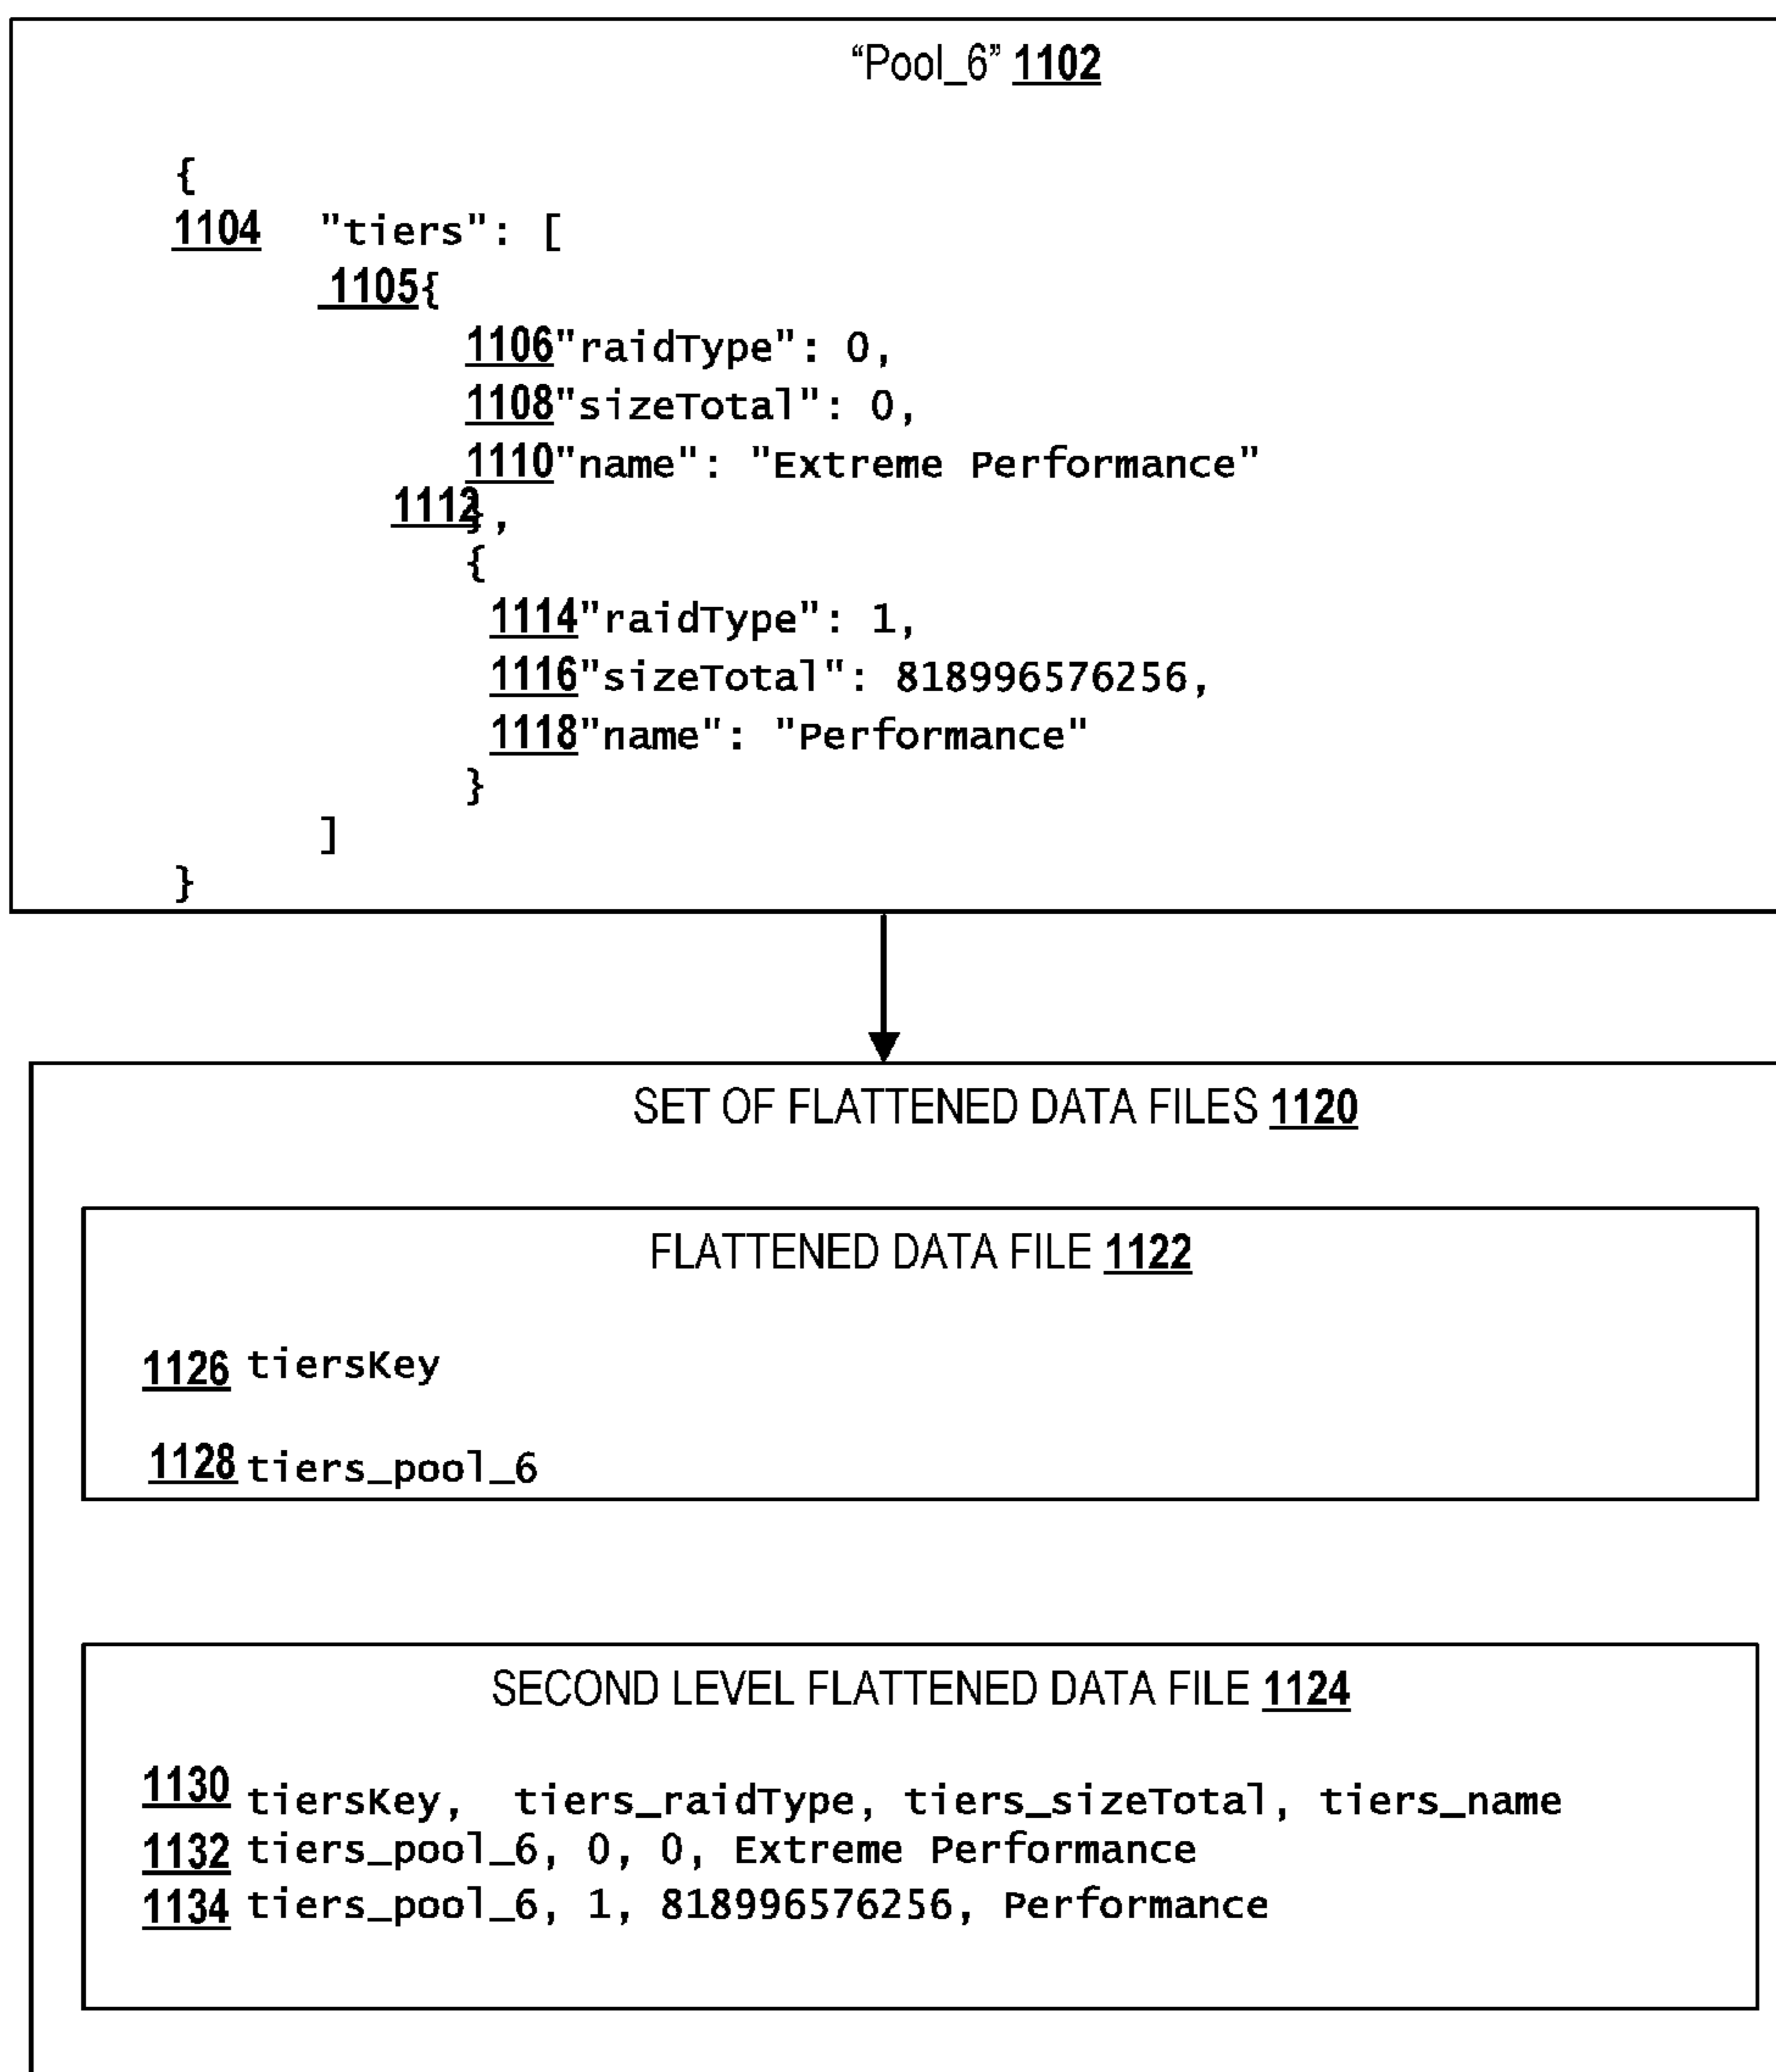 “Pool_6” 1102
{
1104 "tiers": [
1105{
1106"raidType": 0,
1108"sizeTotal": 0,
1110"name": "Extreme Performance"
1112},
{
1114"raidType": 1,
1116"sizeTotal": 818996576256,
1118"name": "Performance"
}
]
}
SET OF FLATTENED DATA FILES 1120
FLATTENED DATA FILE 1122
1126 tiersKey
1128 tiers_pool_6
SECOND LEVEL FLATTENED DATA FILE 1124
1130 tiersKey, tiers_raidType, tiers_sizeTotal, tiers_name
1132 tiers_pool_6, 0, 0, Extreme Performance
1134 tiers_pool_6, 1, 818996576256, Performance